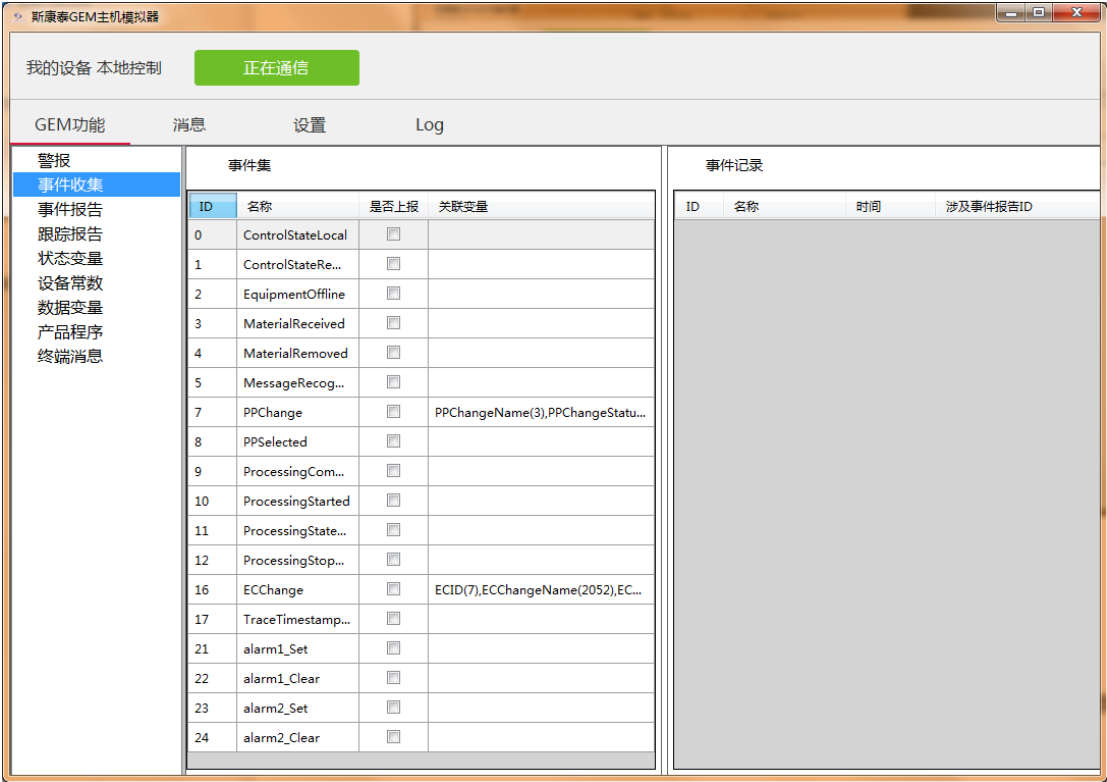 斯康泰GEM主机模拟器
我的设备 本地控制
正在通信
GEM功能 消息 设置 Log
警报
事件收集
事件报告
跟踪报告
状态变量
设备常数
数据变量
产品程序
终端消息
事件集
ID 名称 是否上报 关联变量
0 ControlStateLocal
1 ControlStateRe...
2 EquipmentOffline
3 MaterialReceived
4 MaterialRemoved
5 MessageRecog...
7 PPChange PPChangeName(3),PPChangeStatu...
8 PPSelected
9 ProcessingCom...
10 ProcessingStarted
11 ProcessingState...
12 ProcessingStop...
16 ECChange ECID(7),ECChangeName(2052),EC...
17 TraceTimestamp...
21 alarm1_Set
22 alarm1_Clear
23 alarm2_Set
24 alarm2_Clear
事件记录
ID 名称 时间 涉及事件报告ID